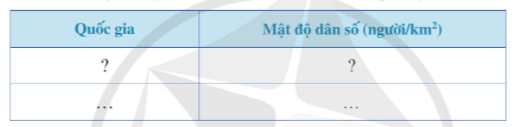 Quốc gia Mật độ dân số (người/km²)
? ?
... ...